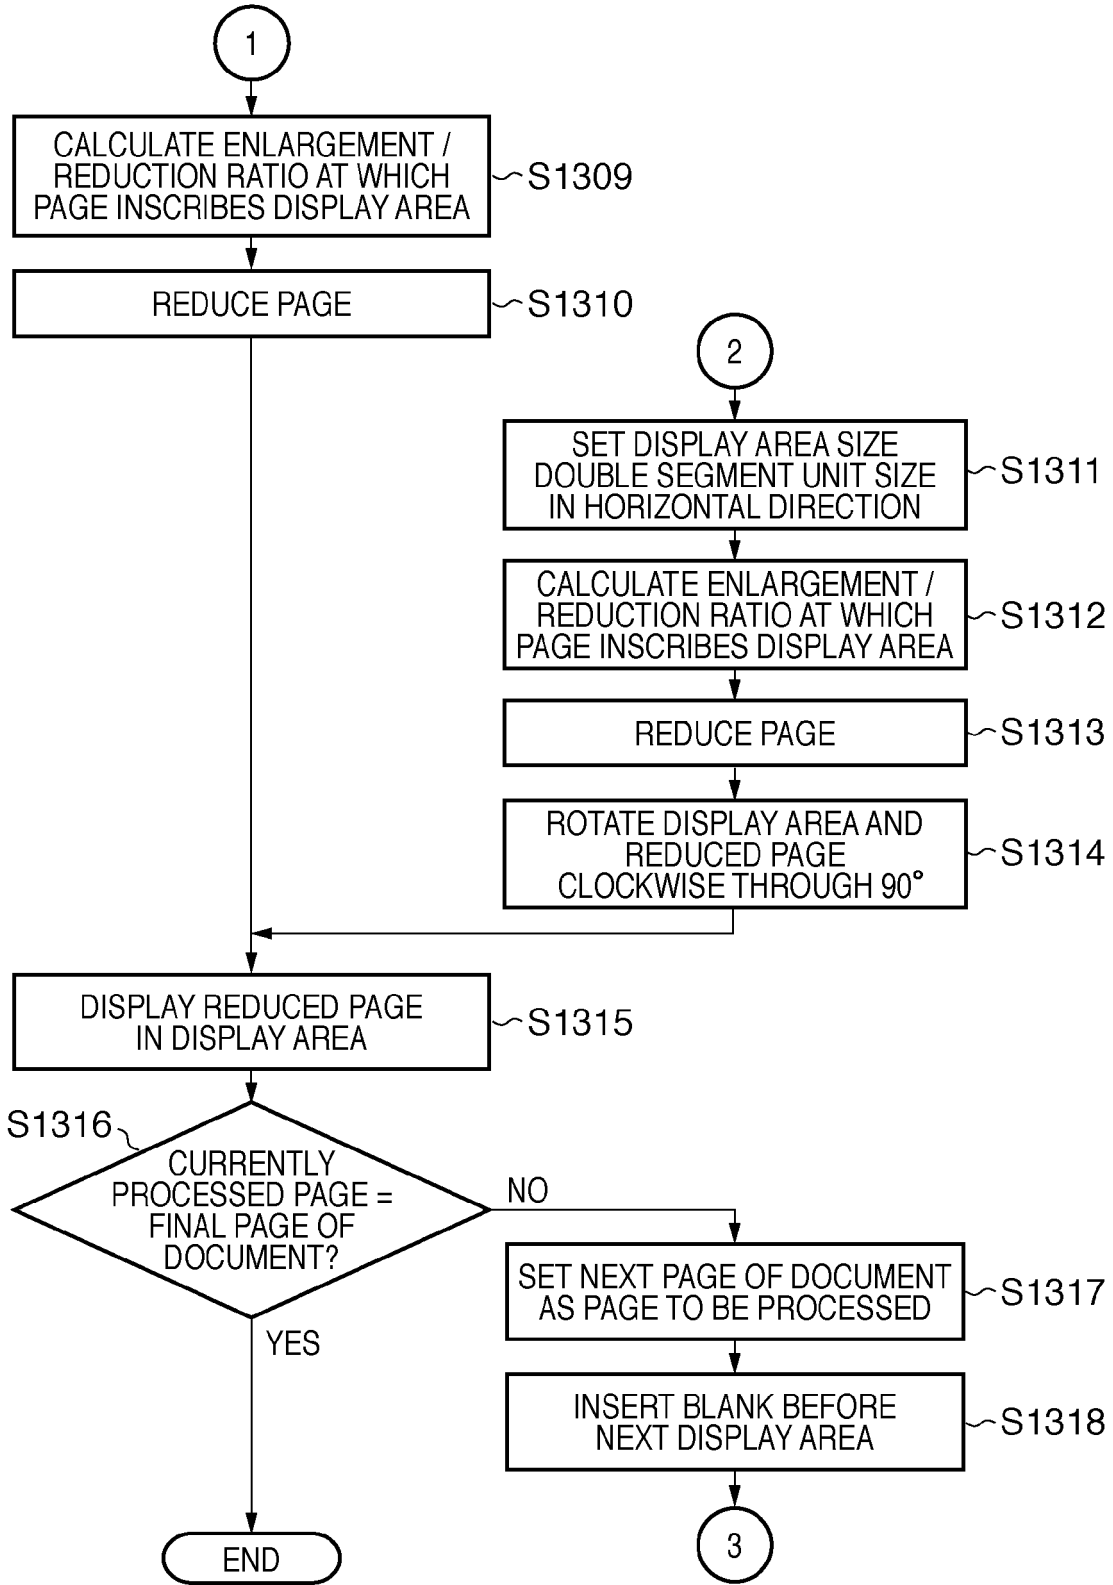 1
CALCULATE ENLARGEMENT /
REDUCTION RATIO AT WHICH
PAGE INSCRIBES DISPLAY AREA
S1309
REDUCE PAGE
S1310
2
SET DISPLAY AREA SIZE
DOUBLE SEGMENT UNIT SIZE
IN HORIZONTAL DIRECTION
S1311
CALCULATE ENLARGEMENT /
REDUCTION RATIO AT WHICH
PAGE INSCRIBES DISPLAY AREA
S1312
REDUCE PAGE
S1313
ROTATE DISPLAY AREA AND
REDUCED PAGE
CLOCKWISE THROUGH 90°
S1314
DISPLAY REDUCED PAGE
IN DISPLAY AREA
S1315
S1316
CURRENTLY
PROCESSED PAGE =
FINAL PAGE OF
DOCUMENT?
NO
YES
SET NEXT PAGE OF DOCUMENT
AS PAGE TO BE PROCESSED
S1317
INSERT BLANK BEFORE
NEXT DISPLAY AREA
S1318
3
END